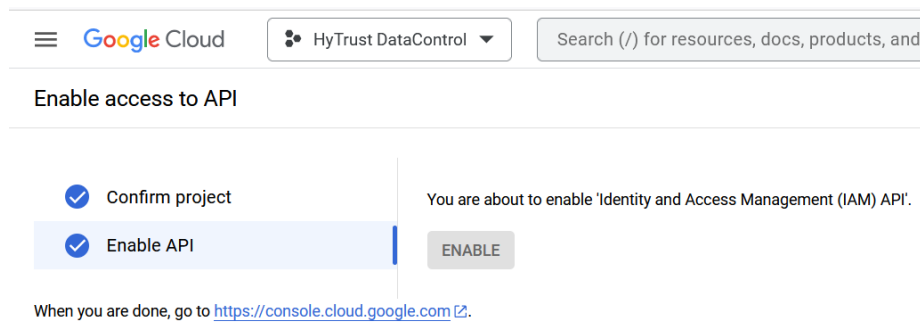 Google Cloud HyTrust DataControl Search (/) for resources, docs, products, and
Enable access to API
Confirm project
You are about to enable 'Identity and Access Management (IAM) API'.
Enable API
ENABLE
When you are done, go to https://console.cloud.google.com.